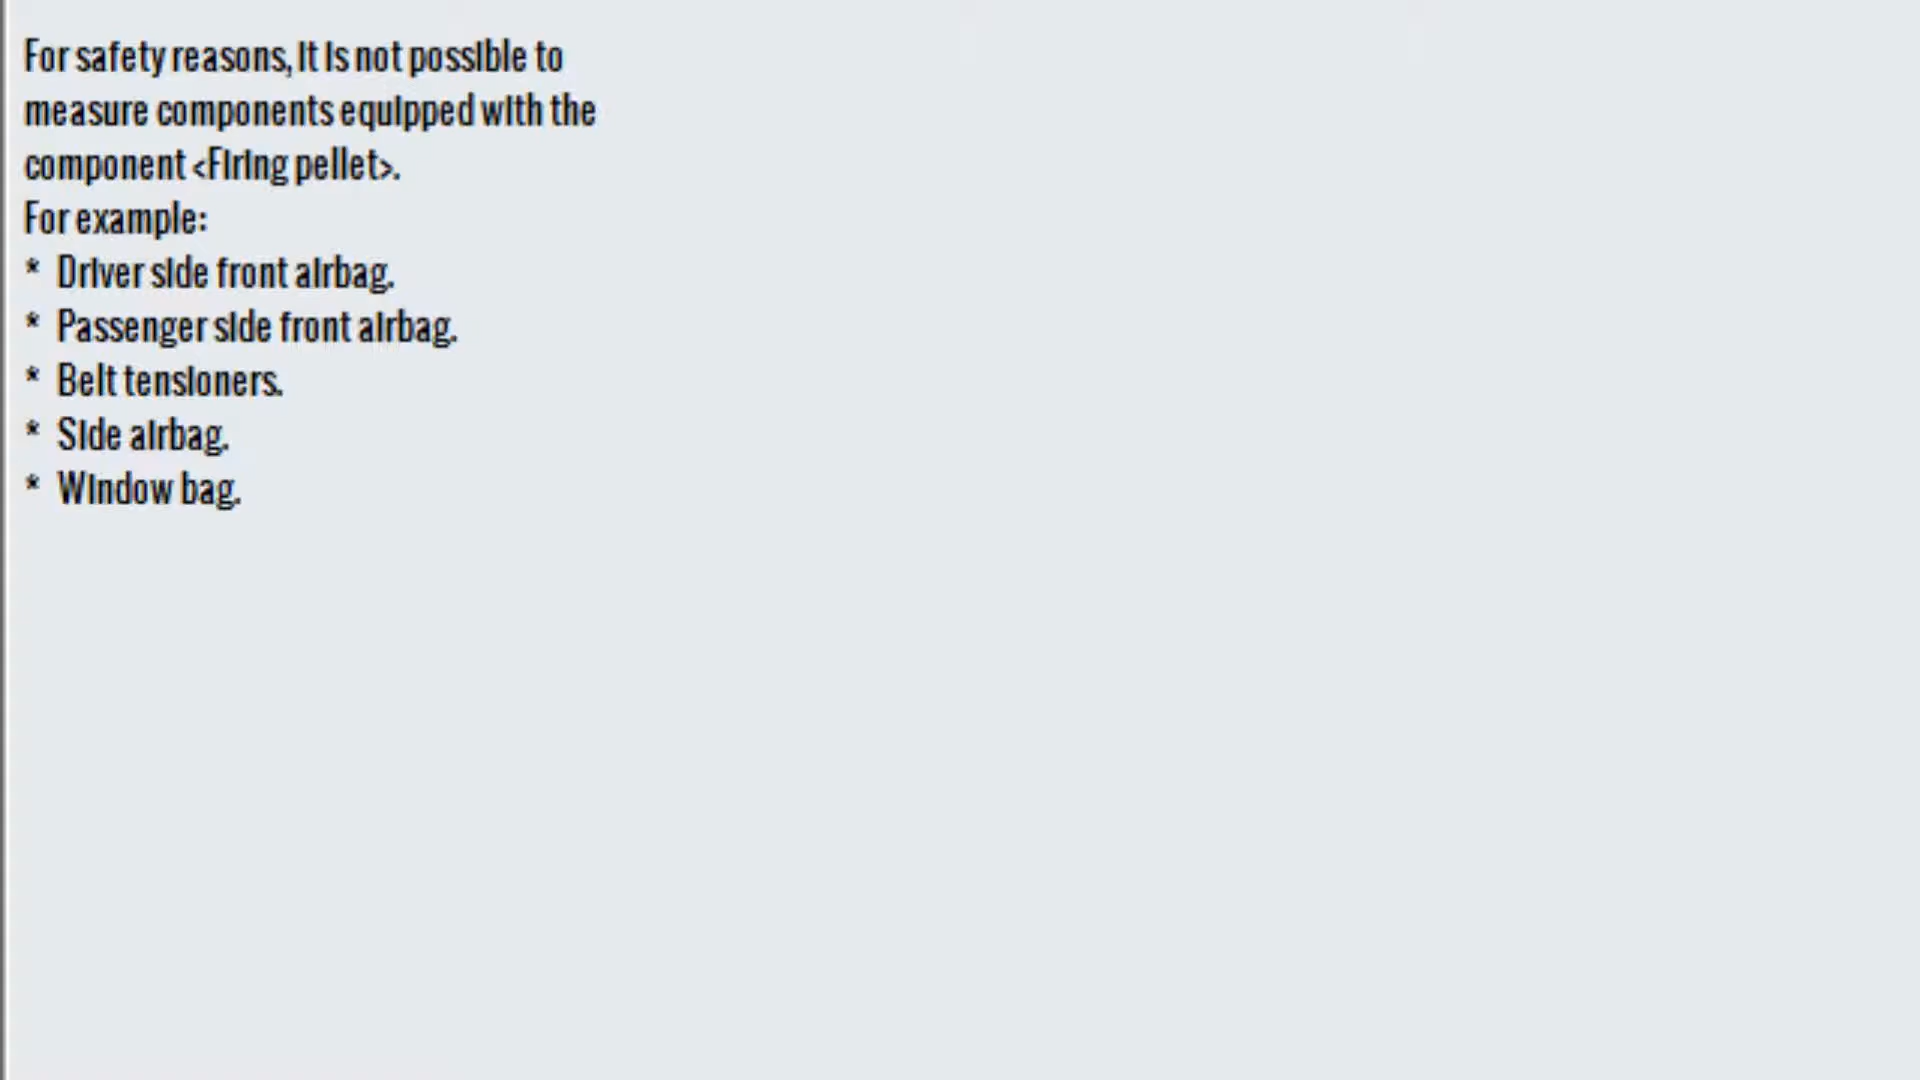 For safety reasons, it is not possible to
measure components equipped with the
component <Firing pellet>.
For example:
* Driver side front airbag.
* Passenger side front airbag.
* Belt tensioners.
* Side airbag.
* Window bag.